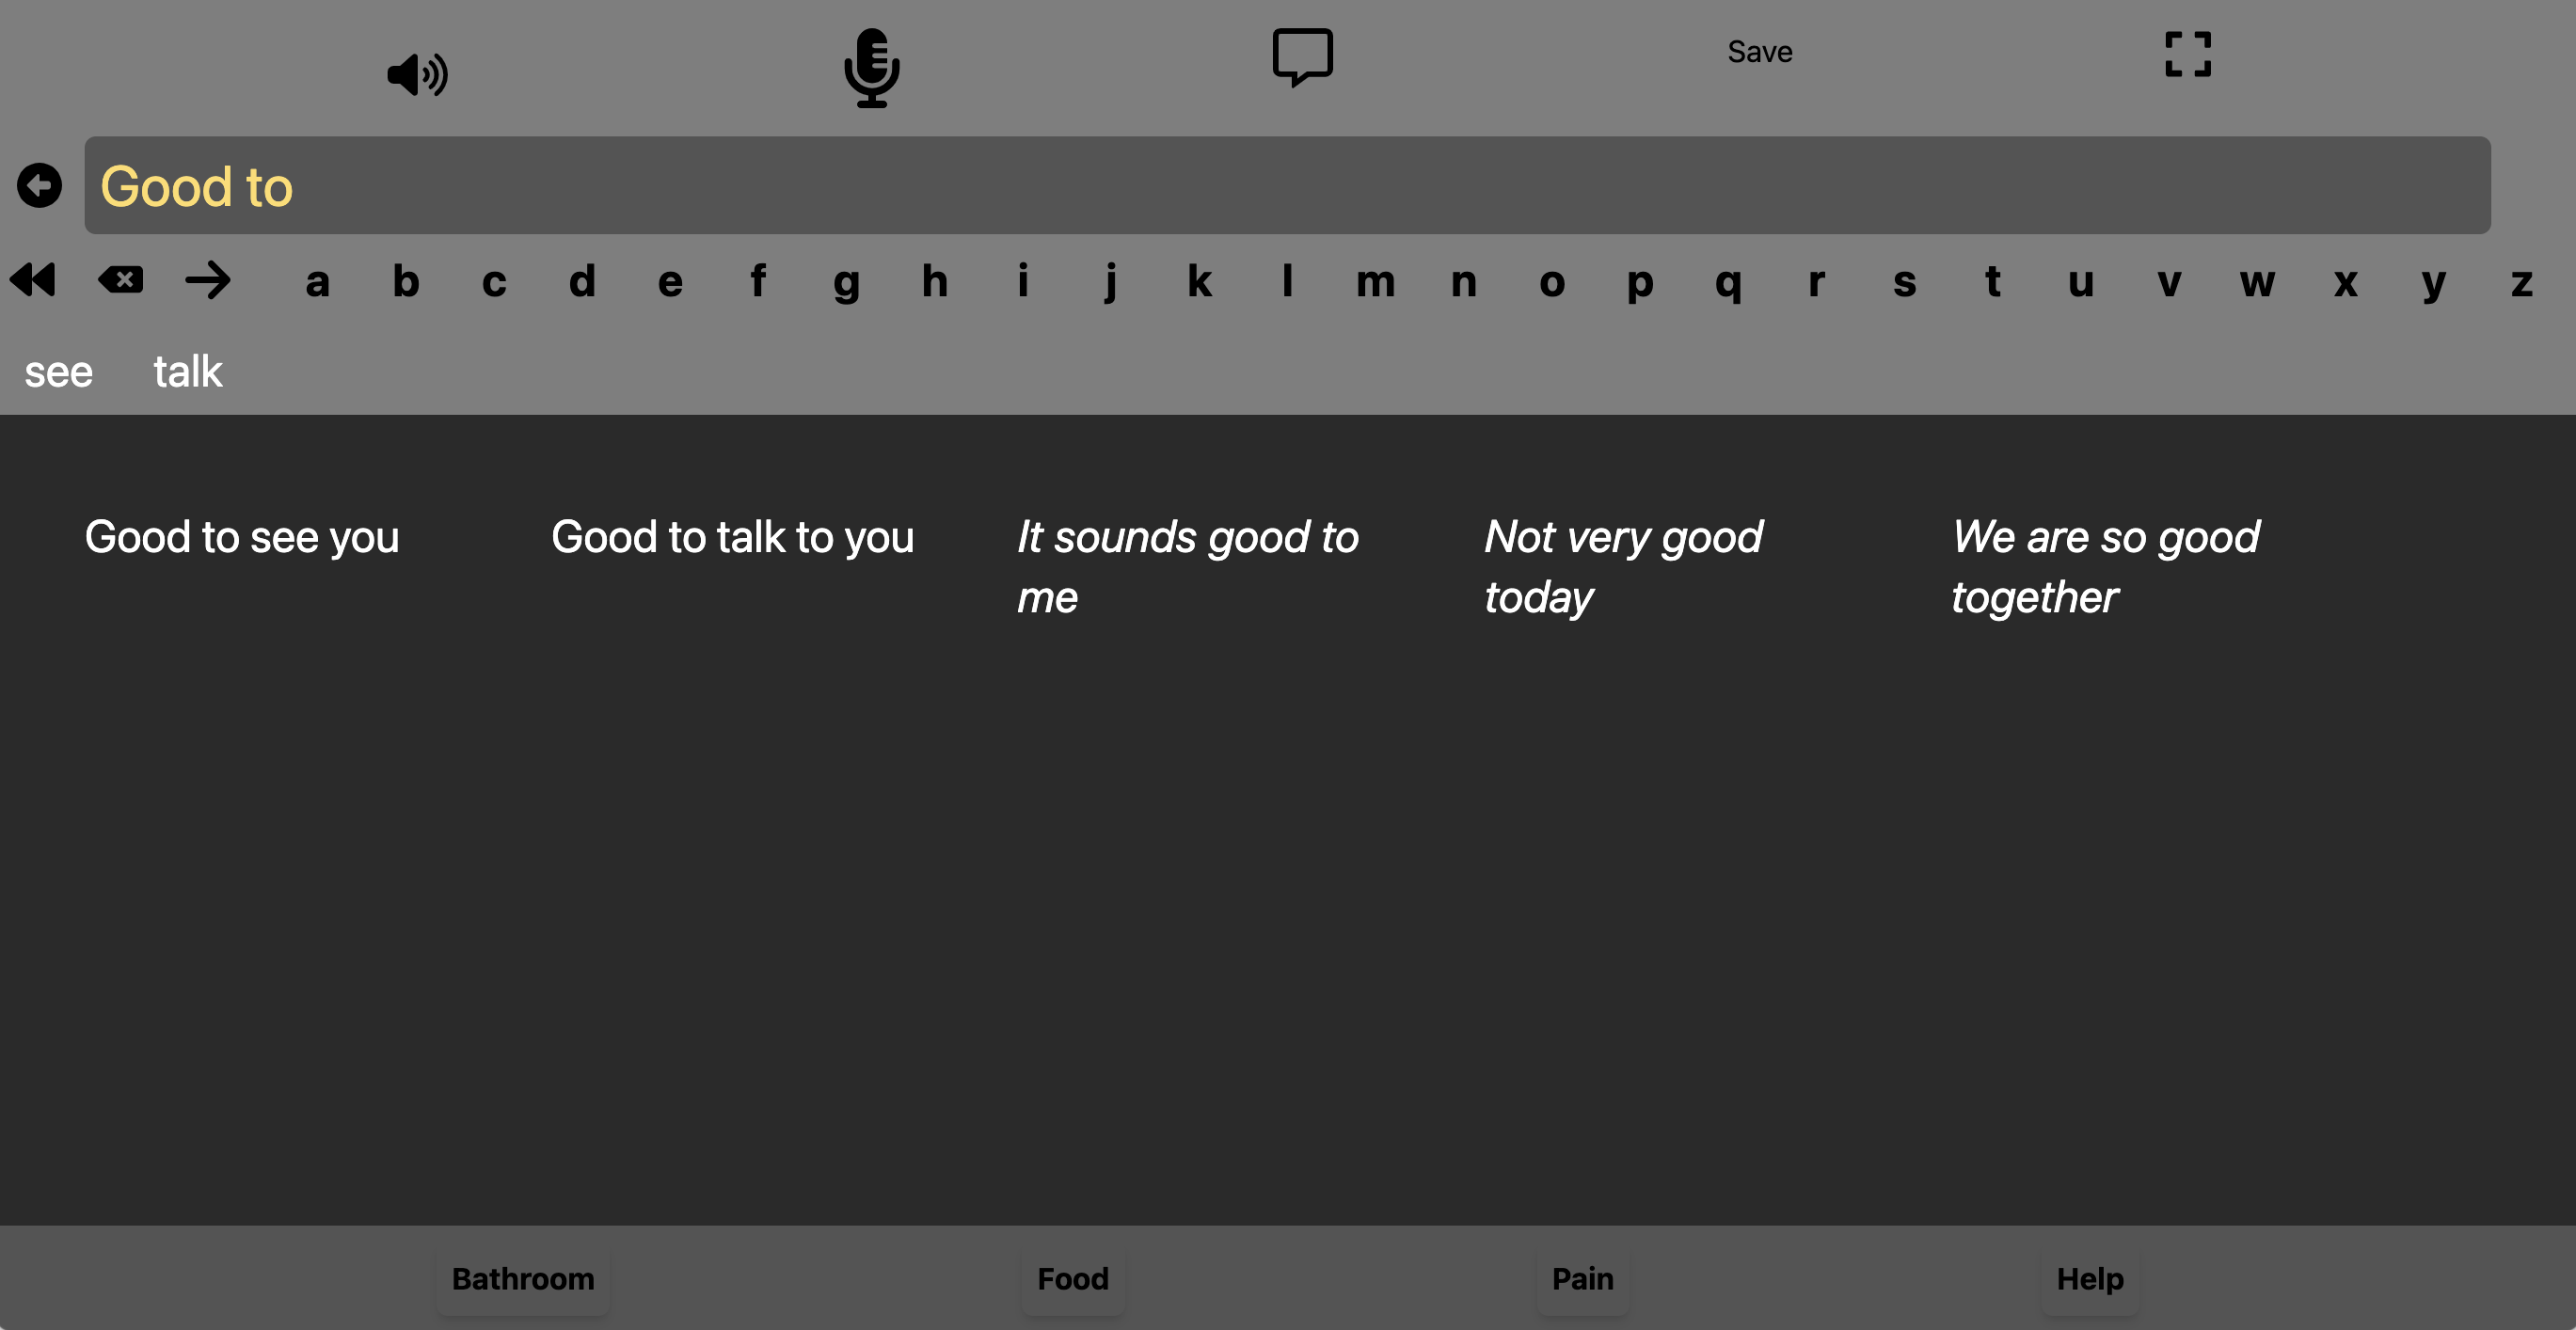 Save
Good to
a b c d e f g h i j k l m n o p q r s t u v w x y z
see talk
Good to see you
Good to talk to you
It sounds good to
me
Not very good
today
We are so good
together
Bathroom Food Pain Help